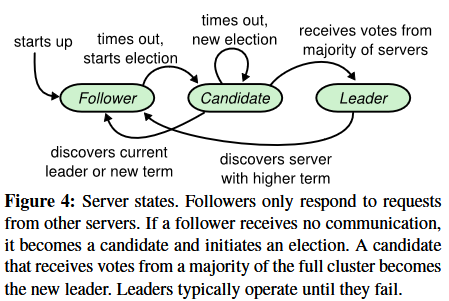 starts up
times out,
starts election
times out,
new election
receives votes from
majority of servers
Follower
Candidate
Leader
discovers current
leader or new term
discovers server
with higher term
Figure 4: Server states. Followers only respond to requests
from other servers. If a follower receives no communication,
it becomes a candidate and initiates an election. A candidate
that receives votes from a majority of the full cluster becomes
the new leader. Leaders typically operate until they fail.